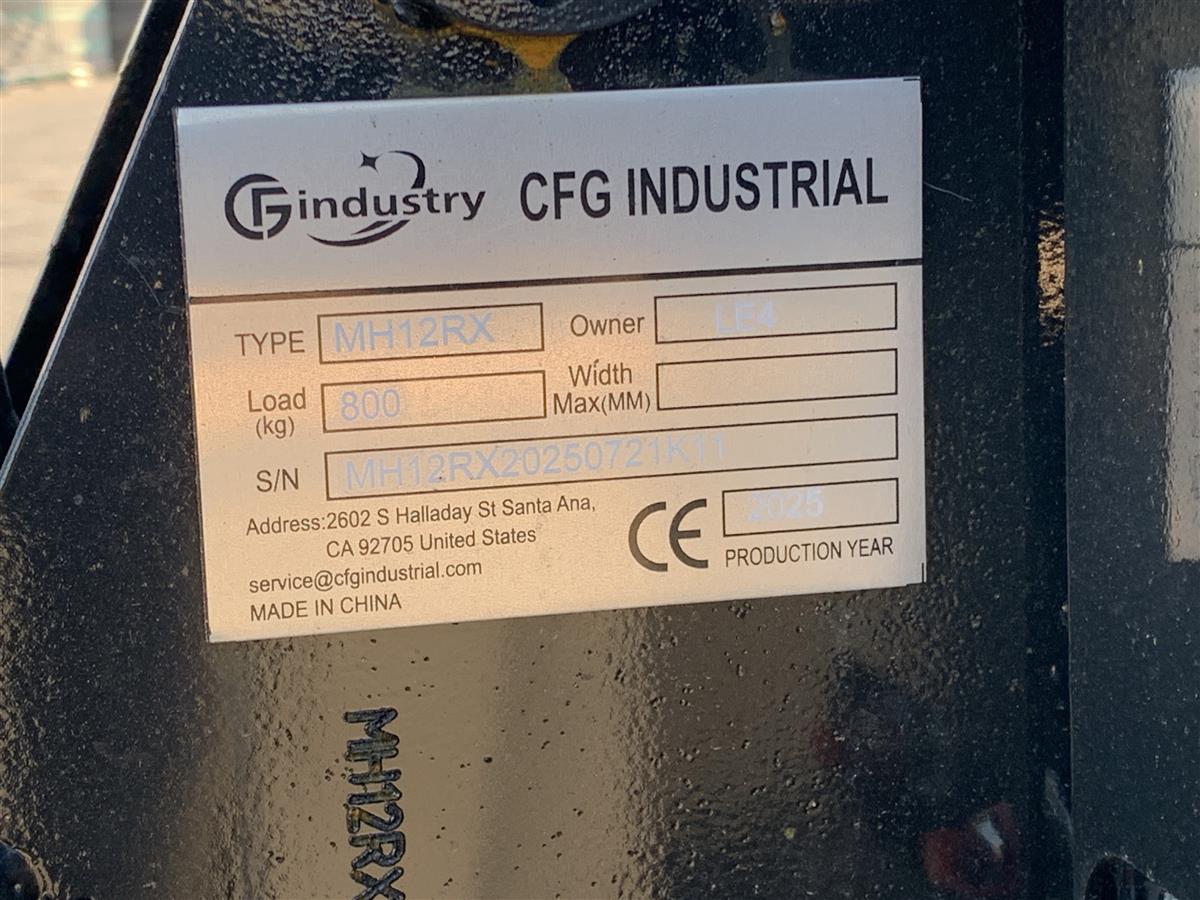 CFG industry CFG INDUSTRIAL
TYPE MH12RX Owner LE4
Load (kg) 800 Width Max(MM)
S/N MH12RX20250721K11
Address:2602 S Halladay St Santa Ana,
CA 92705 United States
service@cfgindustrial.com
MADE IN CHINA
CE 2025
PRODUCTION YEAR
MH12RX